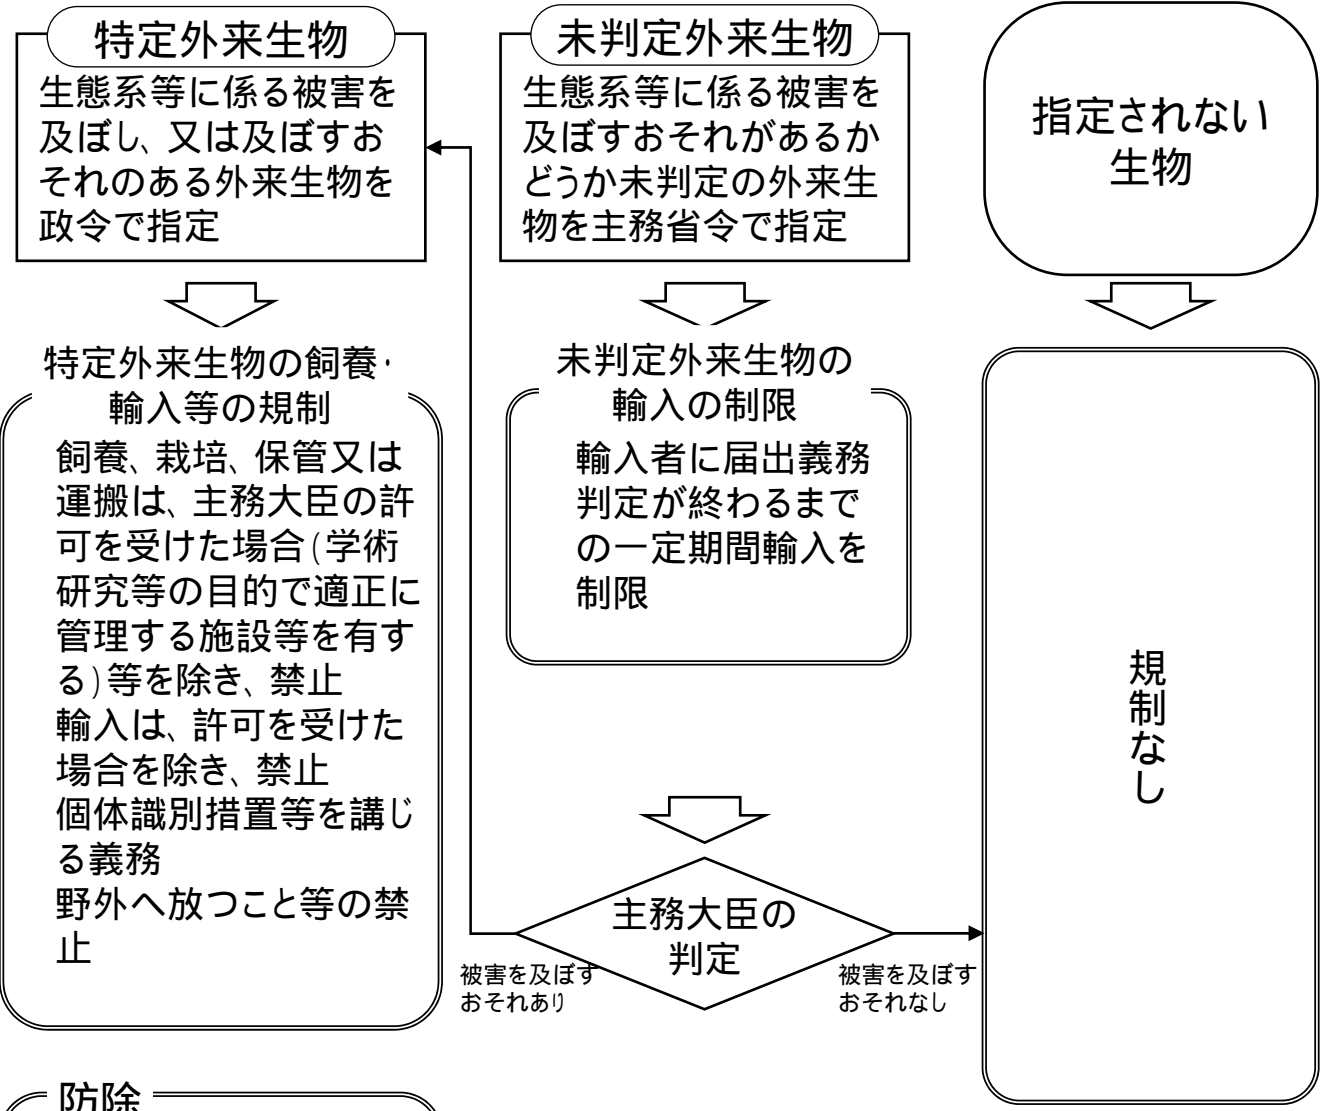 特定外来生物
生態系等に係る被害を
及ぼし、又は及ぼすお
それのある外来生物を
政令で指定
特定外来生物の飼養・
輸入等の規制
飼養、栽培、保管又は
運搬は、主務大臣の許
可を受けた場合(学術
研究等の目的で適正に
管理する施設等を有す
る)等を除き、禁止
輸入は、許可を受けた
場合を除き、禁止
個体識別措置等を講じ
る義務
野外へ放つこと等の禁
止
防除
未判定外来生物
生態系等に係る被害を
及ぼすおそれがあるか
どうか未判定の外来生
物を主務省令で指定
未判定外来生物の
輸入の制限
輸入者に届出義務
判定が終わるまで
の一定期間輸入を
制限
主務大臣の
判定
被害を及ぼす
おそれあり
被害を及ぼす
おそれなし
指定されない
生物
規制なし